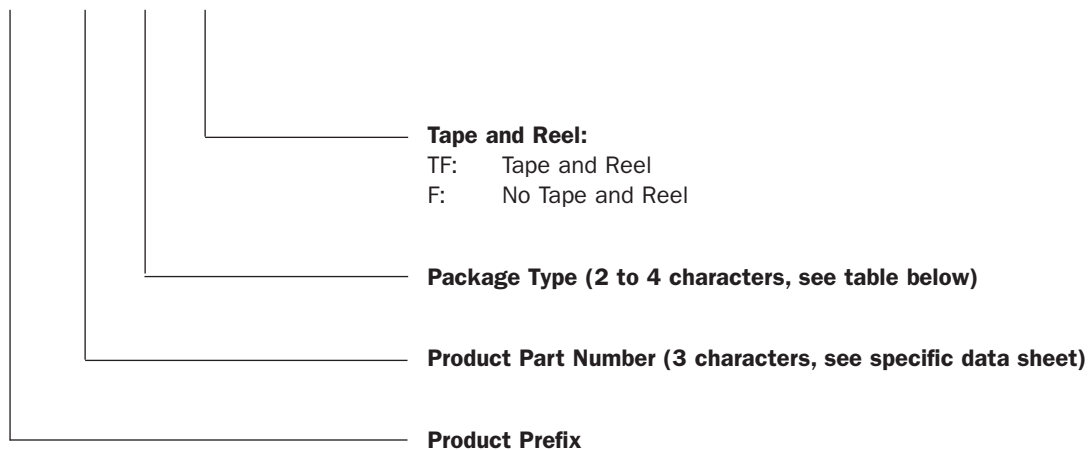 Tape and Reel:
TF: Tape and Reel
F: No Tape and Reel
Package Type (2 to 4 characters, see table below)
Product Part Number (3 characters, see specific data sheet)
Product Prefix